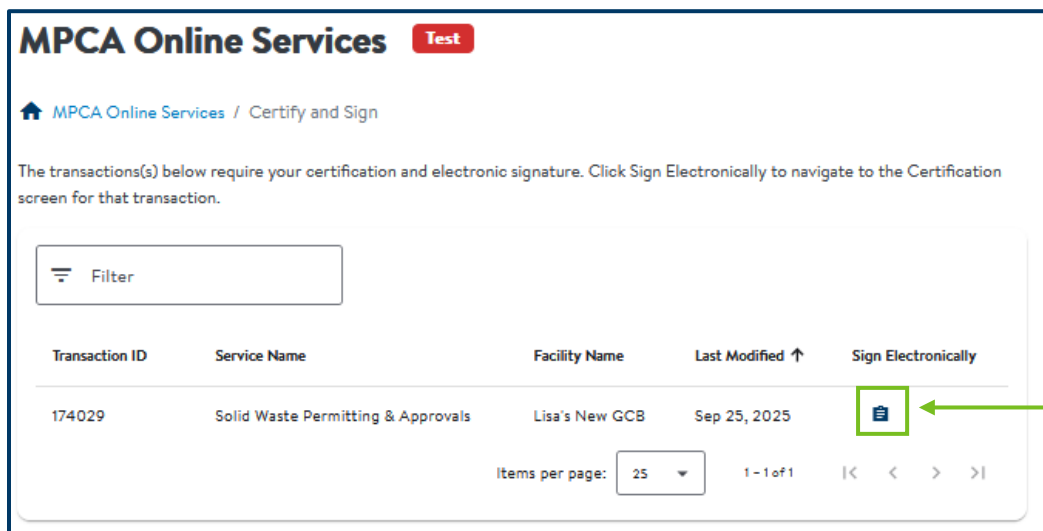 MPCA Online Services Test
MPCA Online Services / Certify and Sign
The transactions(s) below require your certification and electronic signature. Click Sign Electronically to navigate to the Certification
screen for that transaction.
Filter
Transaction ID Service Name Facility Name Last Modified ↑ Sign Electronically
174029 Solid Waste Permitting & Approvals Lisa's New GCB Sep 25, 2025
Items per page: 25 1 – 1 of 1